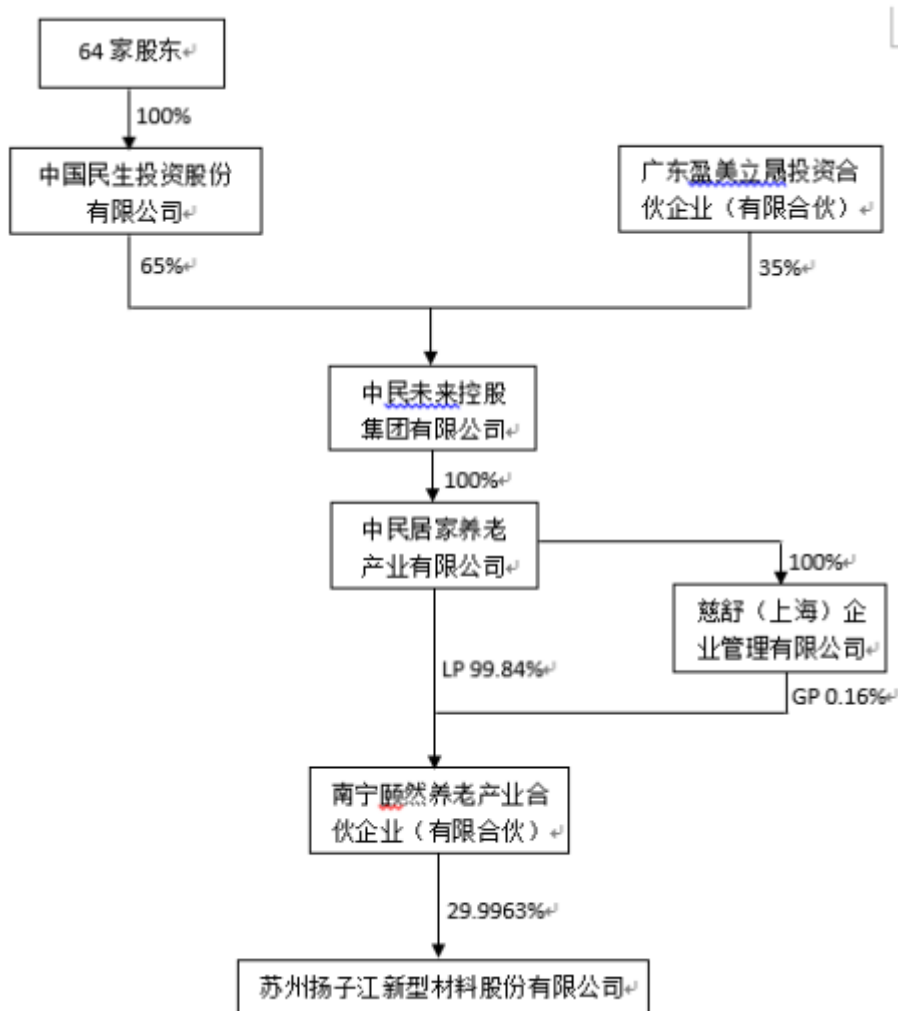 64 家股东
100%
中国民生投资股份
有限公司
广东盈美立晟投资合
伙企业（有限合伙）
65%
35%
中民未来控股
集团有限公司
100%
中民居家养老
产业有限公司
100%
慈舒（上海）企
业管理有限公司
LP 99.84%
GP 0.16%
南宁颐然养老产业合
伙企业（有限合伙）
29.9963%
苏州扬子江新型材料股份有限公司